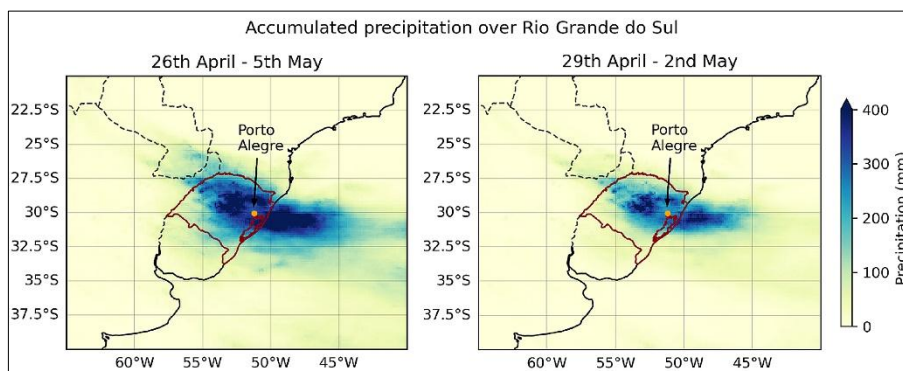 Accumulated precipitation over Rio Grande do Sul
26th April - 5th May
22.5°S
25°S
27.5°S
30°S
32.5°S
35°S
37.5°S
Porto
Alegre
60°W 55°W 50°W 45°W
29th April - 2nd May
22.5°S
25°S
27.5°S
30°S
32.5°S
35°S
37.5°S
Porto
Alegre
60°W 55°W 50°W 45°W
400
300
200
100
0
Precipitation (mm)